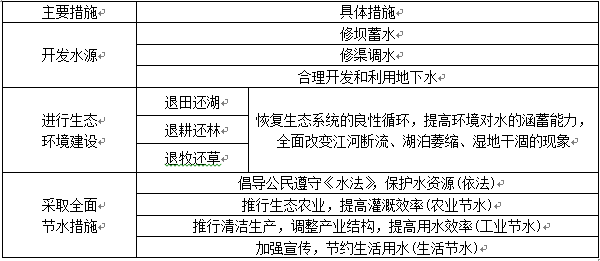 主要措施 具体措施
开发水源
修坝蓄水
修渠调水
合理开发和利用地下水
进行生态
环境建设
退田还湖
退耕还林
退牧还草
恢复生态系统的良性循环，提高环境对水的涵蓄能力，
全面改变江河断流、湖泊萎缩、湿地干涸的现象
采取全面
节水措施
倡导公民遵守《水法》，保护水资源(依法)
推行生态农业，提高灌溉效率(农业节水)
推行清洁生产，调整产业结构，提高用水效率(工业节水)
加强宣传，节约生活用水(生活节水)